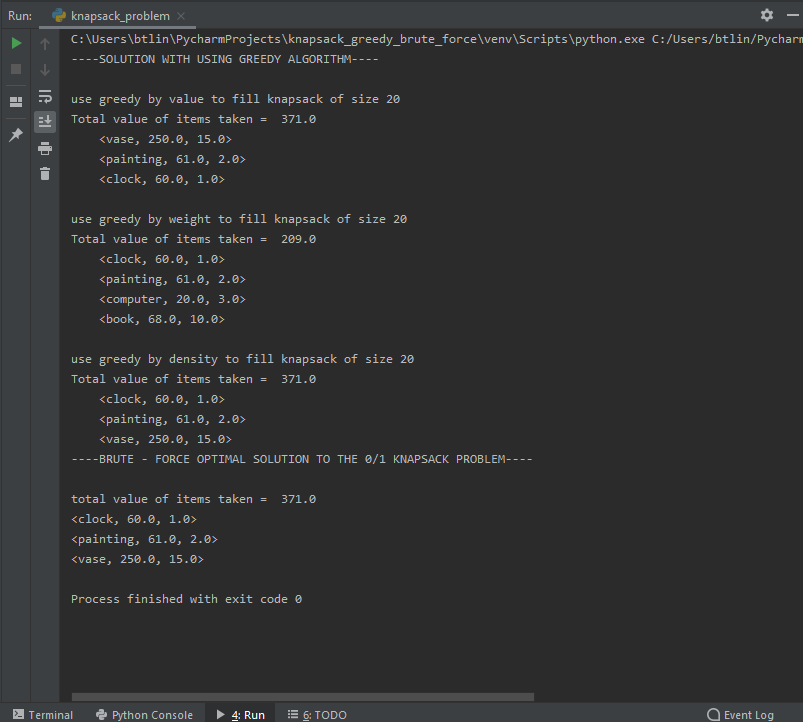 Run: knapsack_problem
C:\Users\btlin\PycharmProjects\knapsack_greedy_brute_force\venv\Scripts\python.exe C:/Users/btlin/Pycharm
----SOLUTION WITH USING GREEDY ALGORITHM----
use greedy by value to fill knapsack of size 20
Total value of items taken =  371.0
    <vase, 250.0, 15.0>
    <painting, 61.0, 2.0>
    <clock, 60.0, 1.0>
use greedy by weight to fill knapsack of size 20
Total value of items taken =  209.0
    <clock, 60.0, 1.0>
    <painting, 61.0, 2.0>
    <computer, 20.0, 3.0>
    <book, 68.0, 10.0>
use greedy by density to fill knapsack of size 20
Total value of items taken =  371.0
    <clock, 60.0, 1.0>
    <painting, 61.0, 2.0>
    <vase, 250.0, 15.0>
----BRUTE - FORCE OPTIMAL SOLUTION TO THE 0/1 KNAPSACK PROBLEM----
total value of items taken =  371.0
<clock, 60.0, 1.0>
<painting, 61.0, 2.0>
<vase, 250.0, 15.0>
Process finished with exit code 0
Terminal Python Console 4: Run 6: TODO Event Log